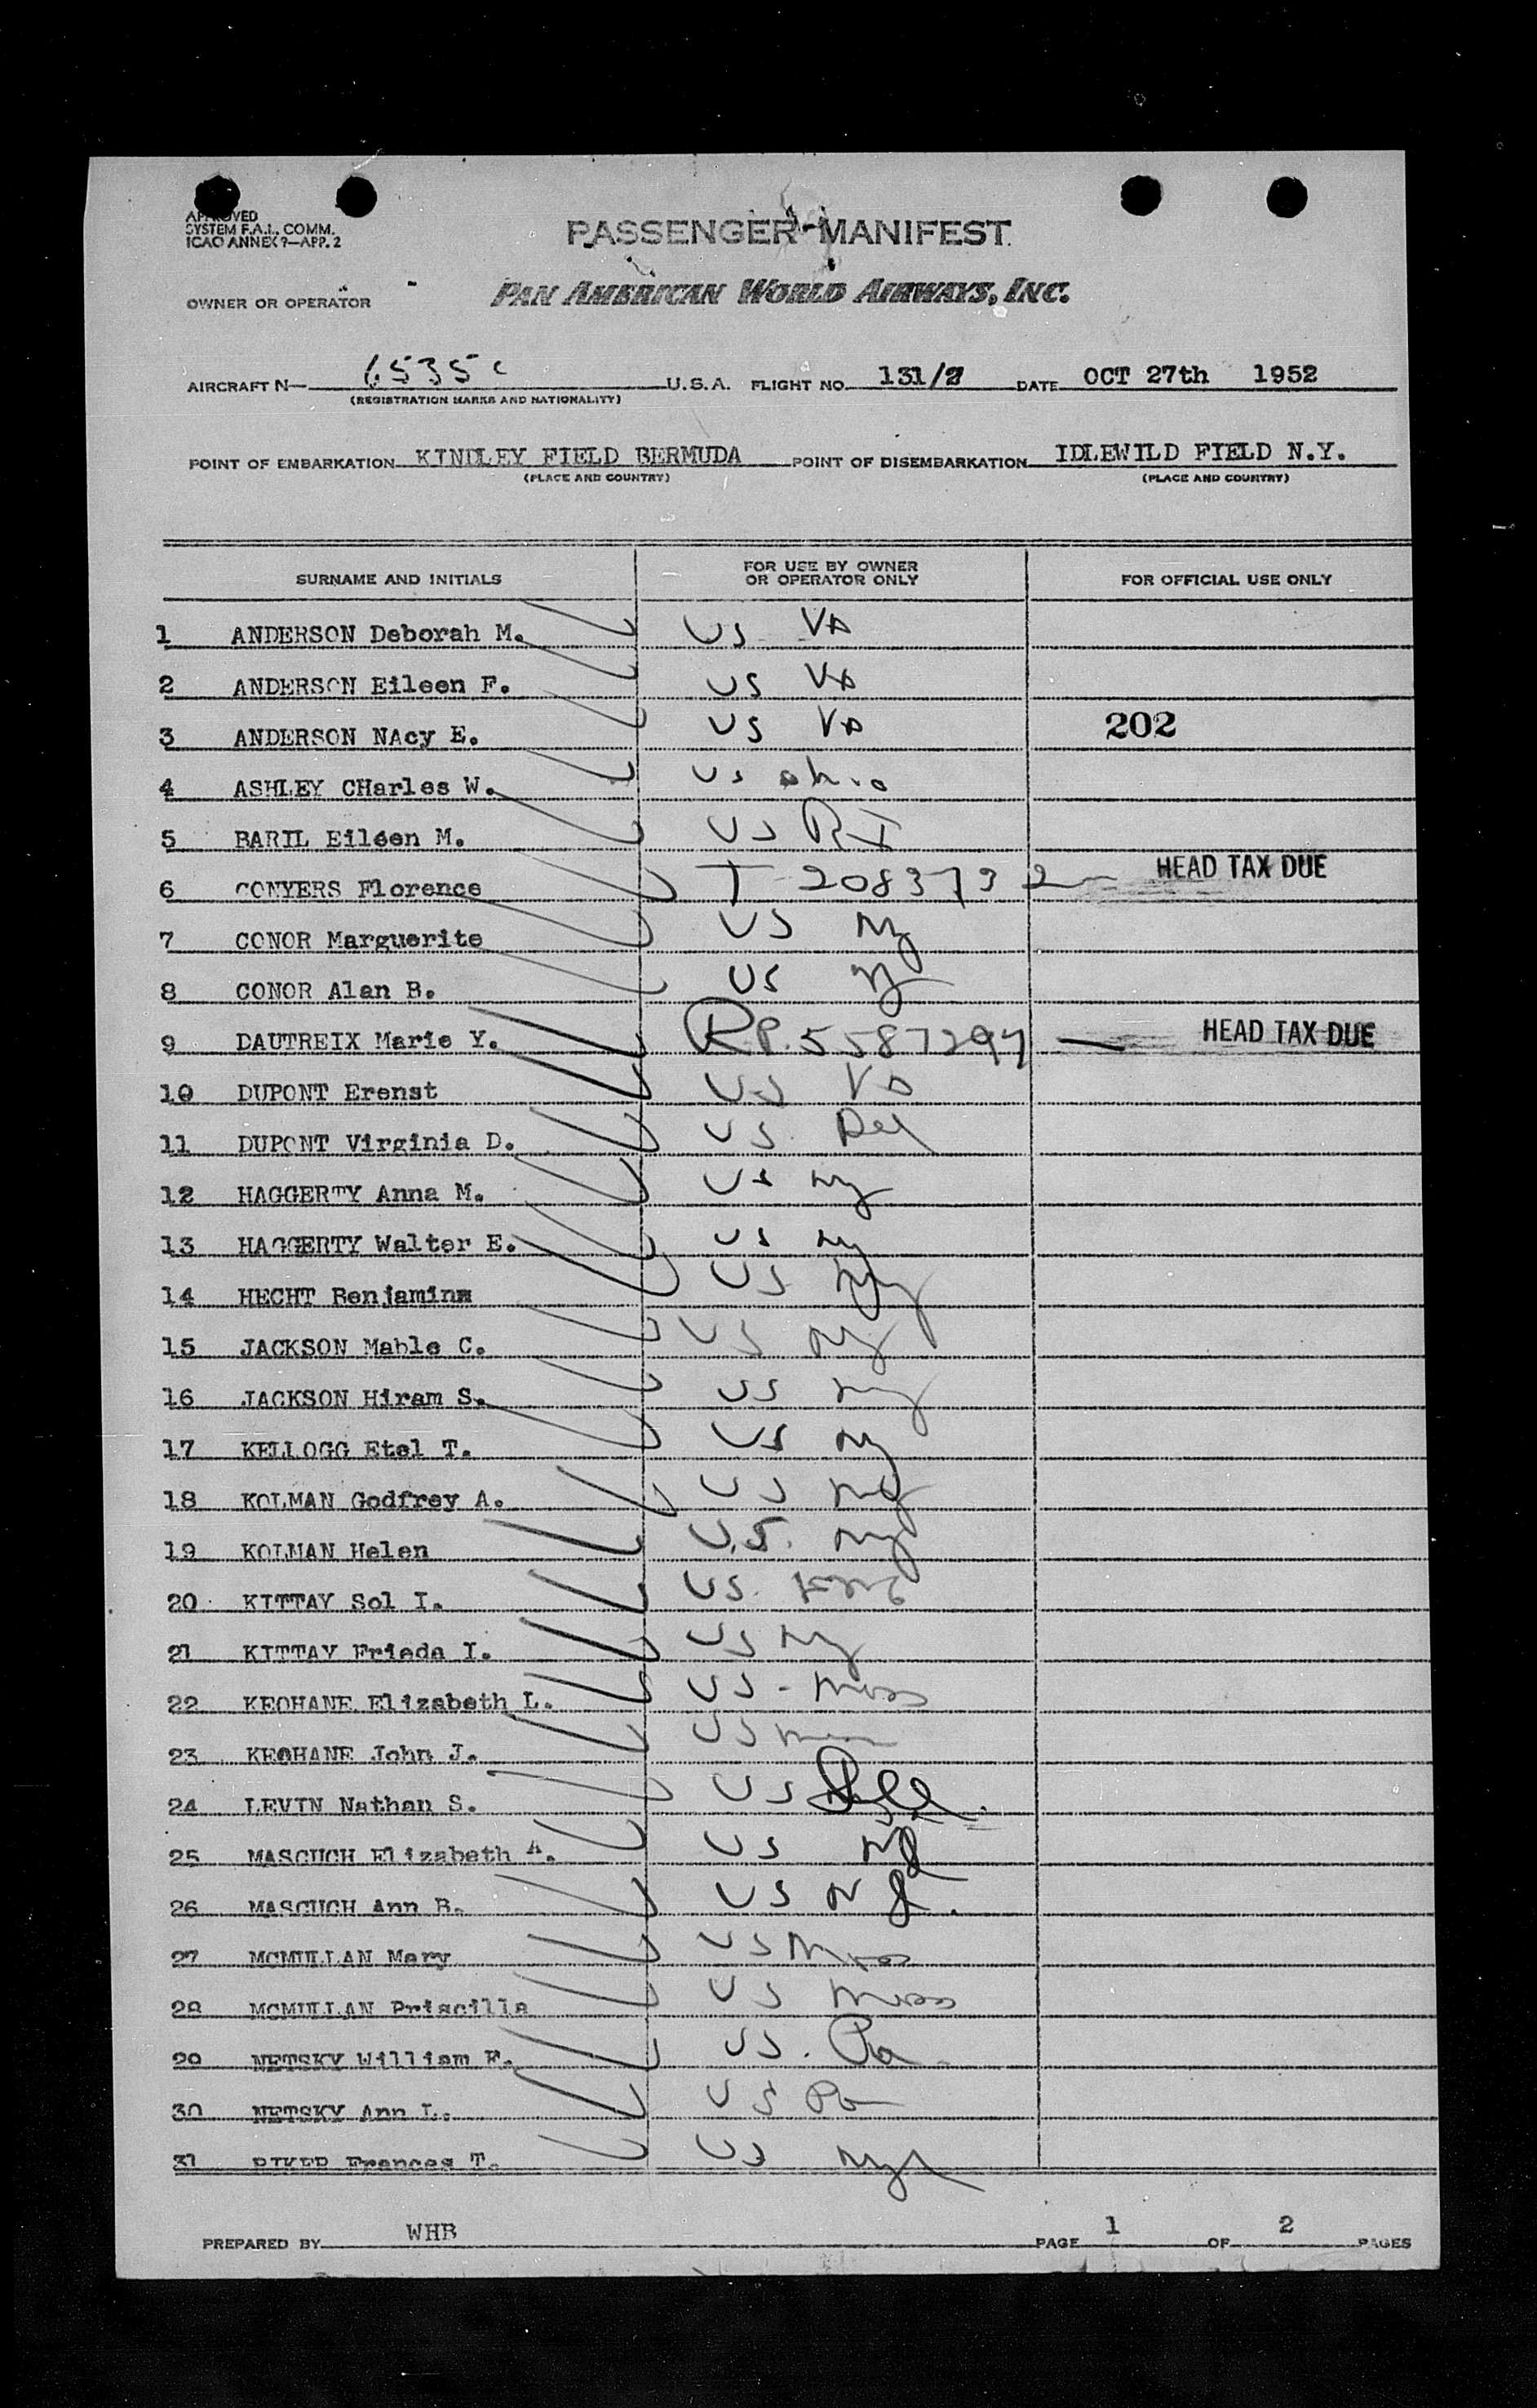 APPROVED
SYSTEM F.A.L. COMM.
ICAO ANNEX 9—APP. 2
PASSENGER MANIFEST
OWNER OR OPERATOR PAN AMERICAN WORLD AIRWAYS, INC.
AIRCRAFT N— 6535c U.S.A. FLIGHT NO. 131/2 DATE OCT 27th 1952
(REGISTRATION MARKS AND NATIONALITY)
POINT OF EMBARKATION KINDLEY FIELD BERMUDA POINT OF DISEMBARKATION IDLEWILD FIELD N.Y.
(PLACE AND COUNTRY) (PLACE AND COUNTRY)
SURNAME AND INITIALS FOR USE BY OWNER OR OPERATOR ONLY FOR OFFICIAL USE ONLY
1 ANDERSON Deborah M. US Va
2 ANDERSON Eileen F. US Va
3 ANDERSON NAcy E. US Va 202
4 ASHLEY CHarles W. US Ohio
5 BARIL Eileen M. US RI
6 CONYERS Florence T 2083732 HEAD TAX DUE
7 CONOR Marguerite US NY
8 CONOR Alan B. US NY
9 DAUTREIX Marie Y. RP. 5587297 HEAD TAX DUE
10 DUPONT Erenst US Va
11 DUPONT Virginia D. US. Del
12 HAGGERTY Anna M. US NY
13 HAGGERTY Walter E. US NY
14 HECHT Benjamin US NY
15 JACKSON Mable C. US NY
16 JACKSON Hiram S. US NY
17 KELLOGG Etel T. US NY
18 KOLMAN Godfrey A. US NY
19 KOLMAN Helen U.S. NY
20 KITTAY Sol I. US.
21 KITTAY Frieda I. US NY
22 KEOHANE Elizabeth L. US - Mass
23 KEOHANE John J. US Mass
24 LEVIN Nathan S. US
25 MASCUCH Elizabeth A. US NJ
26 MASCUCH Ann B. US NJ.
27 MCMULLAN Mary US Mass
28 MCMULLAN Priscilla US Mass
29 NETSKY William F. US. Pa
30 NETSKY Ann L. US Pa
31 RIKER Frances T. US NY
PREPARED BY WHB PAGE 1 OF 2 PAGES